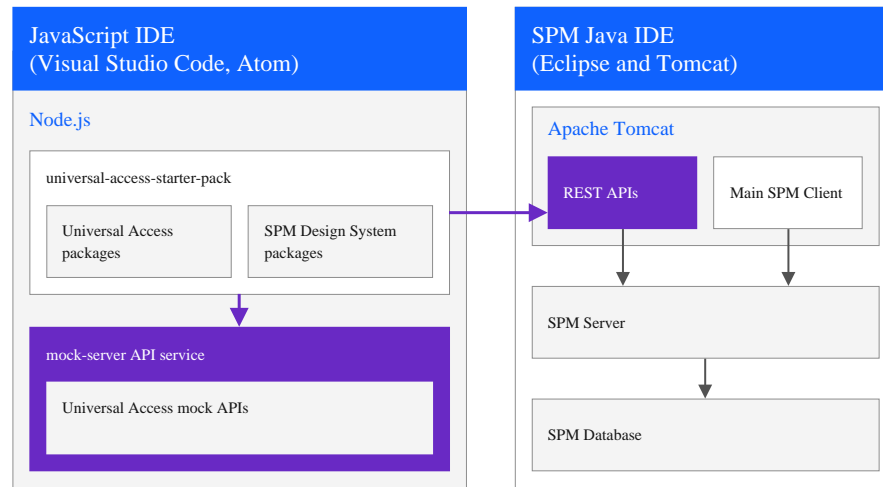 JavaScript IDE
(Visual Studio Code, Atom)
Node.js
universal-access-starter-pack
Universal Access
packages
SPM Design System
packages
mock-server API service
Universal Access mock APIs
SPM Java IDE
(Eclipse and Tomcat)
Apache Tomcat
REST APIs
Main SPM Client
SPM Server
SPM Database